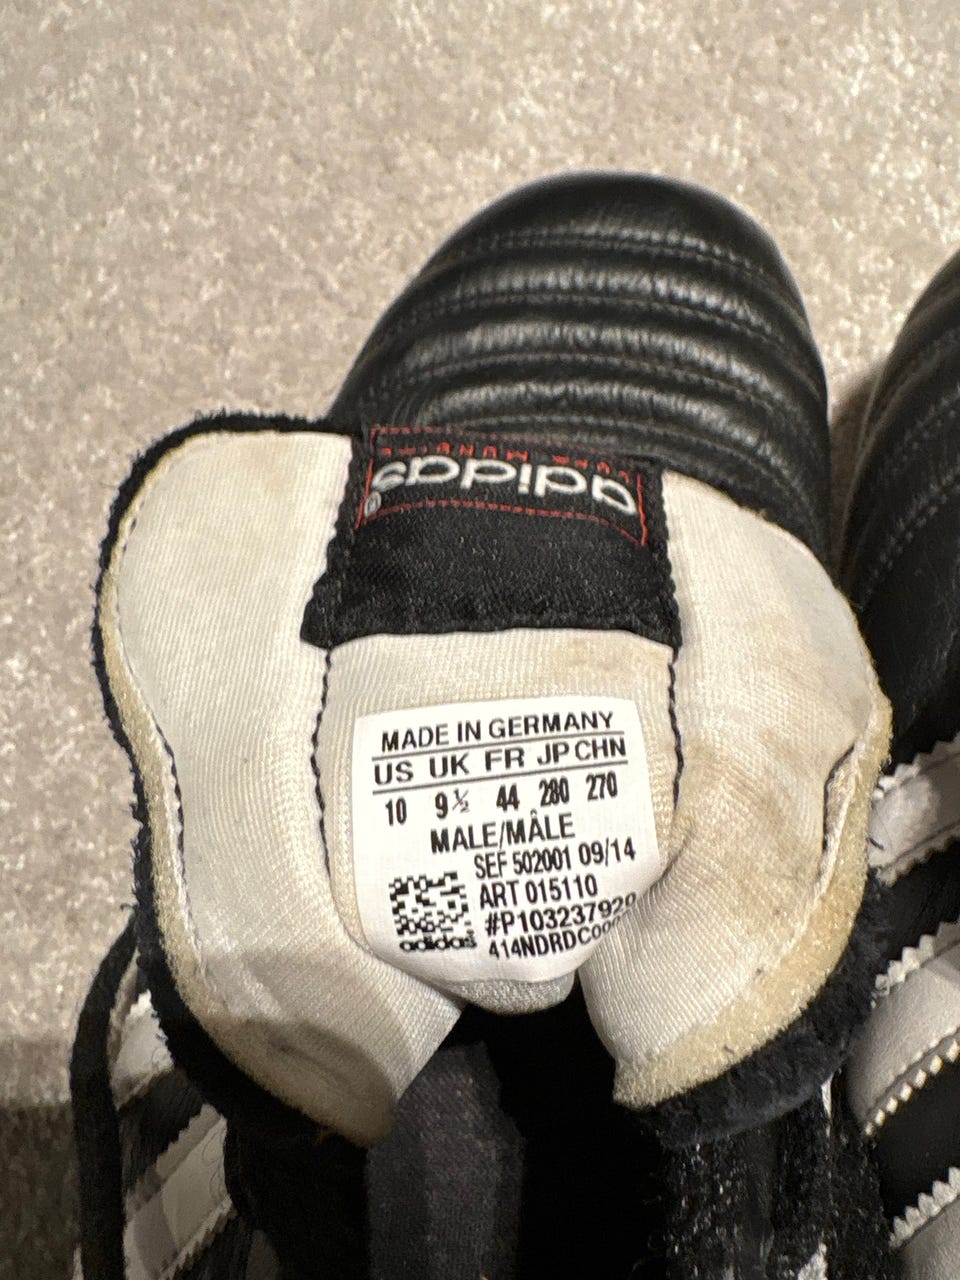 adidas®
MADE IN GERMANY
US UK FR JP CHN
10 9½ 44 280 270
MALE/MÂLE
SEF 502001 09/14
ART 015110
adidas